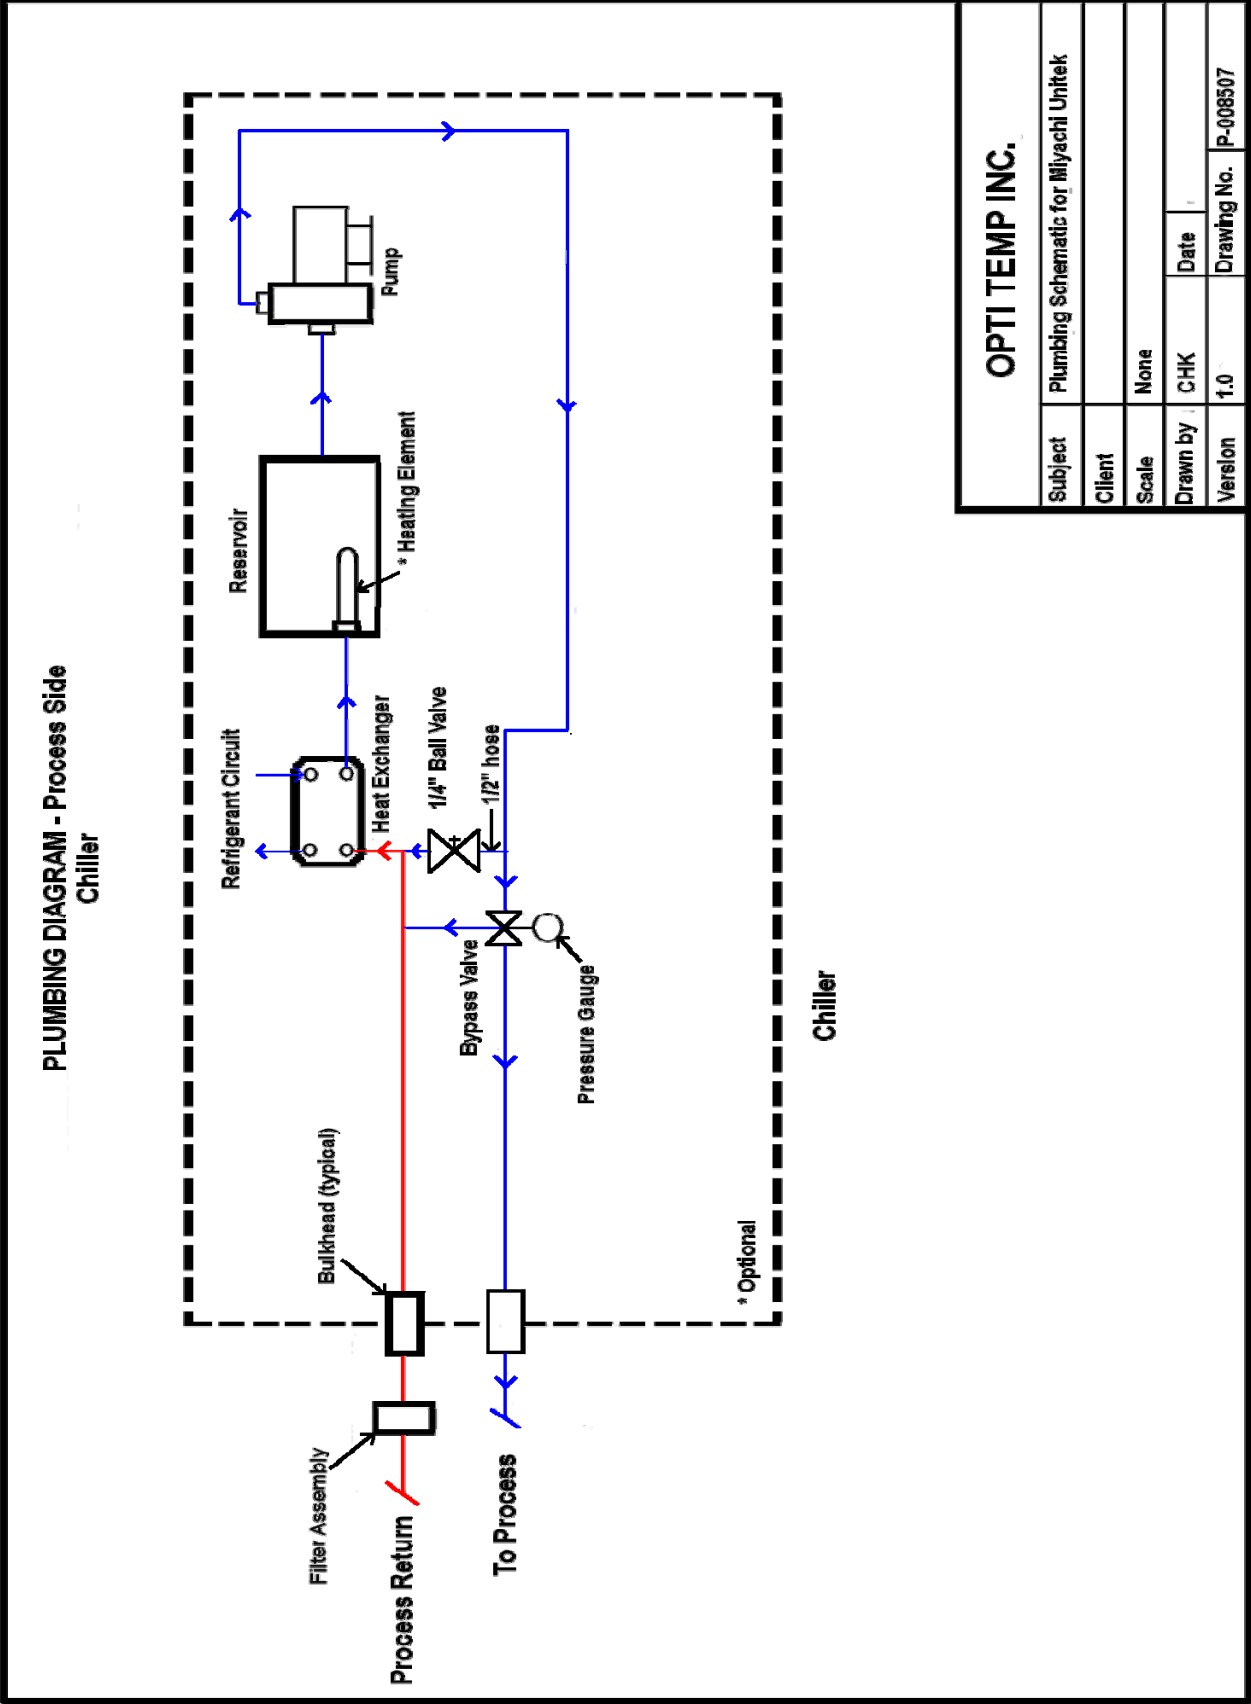 PLUMBING DIAGRAM - Process Side
Chiller
Refrigerant Circuit
Reservoir
Heat Exchanger
* Heating Element
Pump
1/4" Ball Valve
1/2" hose
Filter Assembly
Bulkhead (typical)
Bypass Valve
Pressure Gauge
Process Return
To Process
* Optional
Chiller
OPTI TEMP INC.
Subject Plumbing Schematic for Miyachi Unitek
Client
Scale None
Drawn by CHK Date
Version 1.0 Drawing No. P-008507